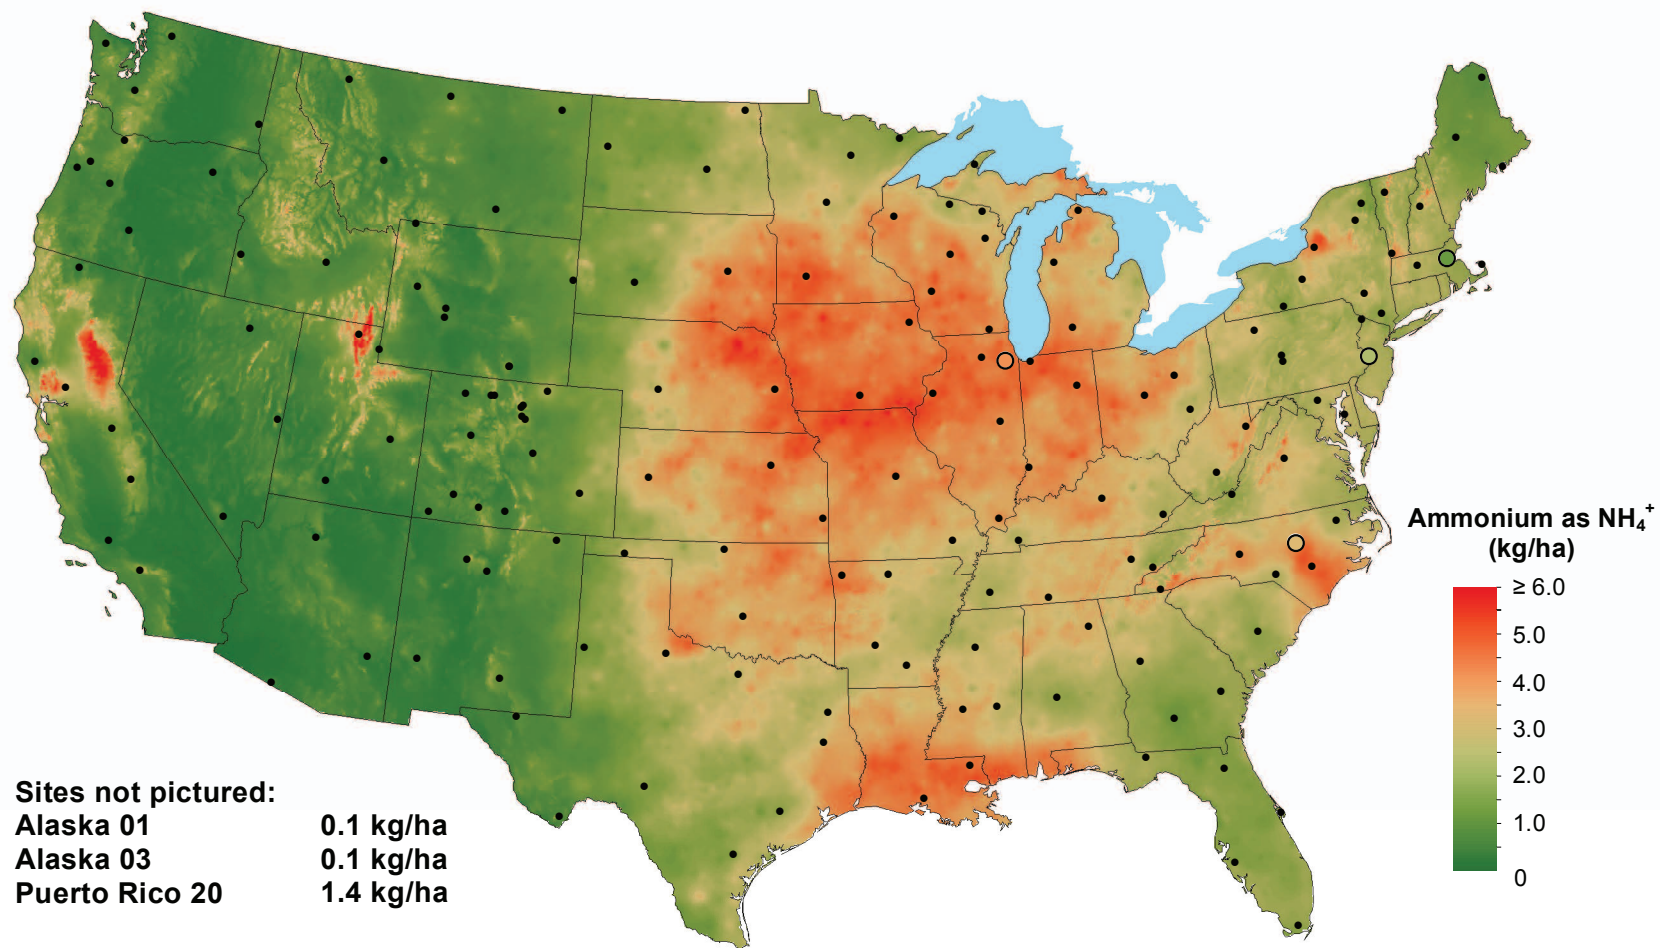 Ammonium as NH₄⁺
(kg/ha)
≥ 6.0
5.0
4.0
3.0
2.0
1.0
0
Sites not pictured:
Alaska 01 0.1 kg/ha
Alaska 03 0.1 kg/ha
Puerto Rico 20 1.4 kg/ha